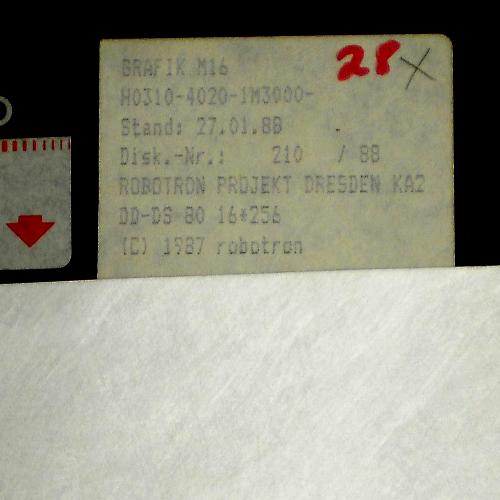 28 X
GRAFIK M16
H0310-4020-1M3000-
Stand: 27.01.88
Disk.-Nr.: 210 / 88
ROBOTRON PROJEKT DRESDEN KA2
DD-DS 80 16*256
(C) 1987 robotron